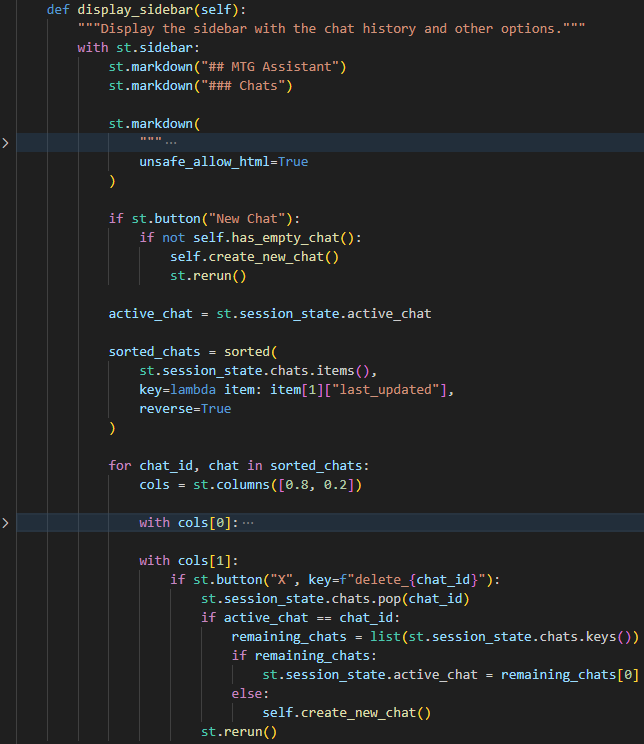 def display_sidebar(self):
    """Display the sidebar with the chat history and other options."""
    with st.sidebar:
        st.markdown("## MTG Assistant")
        st.markdown("### Chats")

        st.markdown(
            """ ...
            unsafe_allow_html=True
        )

        if st.button("New Chat"):
            if not self.has_empty_chat():
                self.create_new_chat()
                st.rerun()

        active_chat = st.session_state.active_chat

        sorted_chats = sorted(
            st.session_state.chats.items(),
            key=lambda item: item[1]["last_updated"],
            reverse=True
        )

        for chat_id, chat in sorted_chats:
            cols = st.columns([0.8, 0.2])

            with cols[0]: ...

            with cols[1]:
                if st.button("X", key=f"delete_{chat_id}"):
                    st.session_state.chats.pop(chat_id)
                    if active_chat == chat_id:
                        remaining_chats = list(st.session_state.chats.keys())
                        if remaining_chats:
                            st.session_state.active_chat = remaining_chats[0]
                        else:
                            self.create_new_chat()
                    st.rerun()